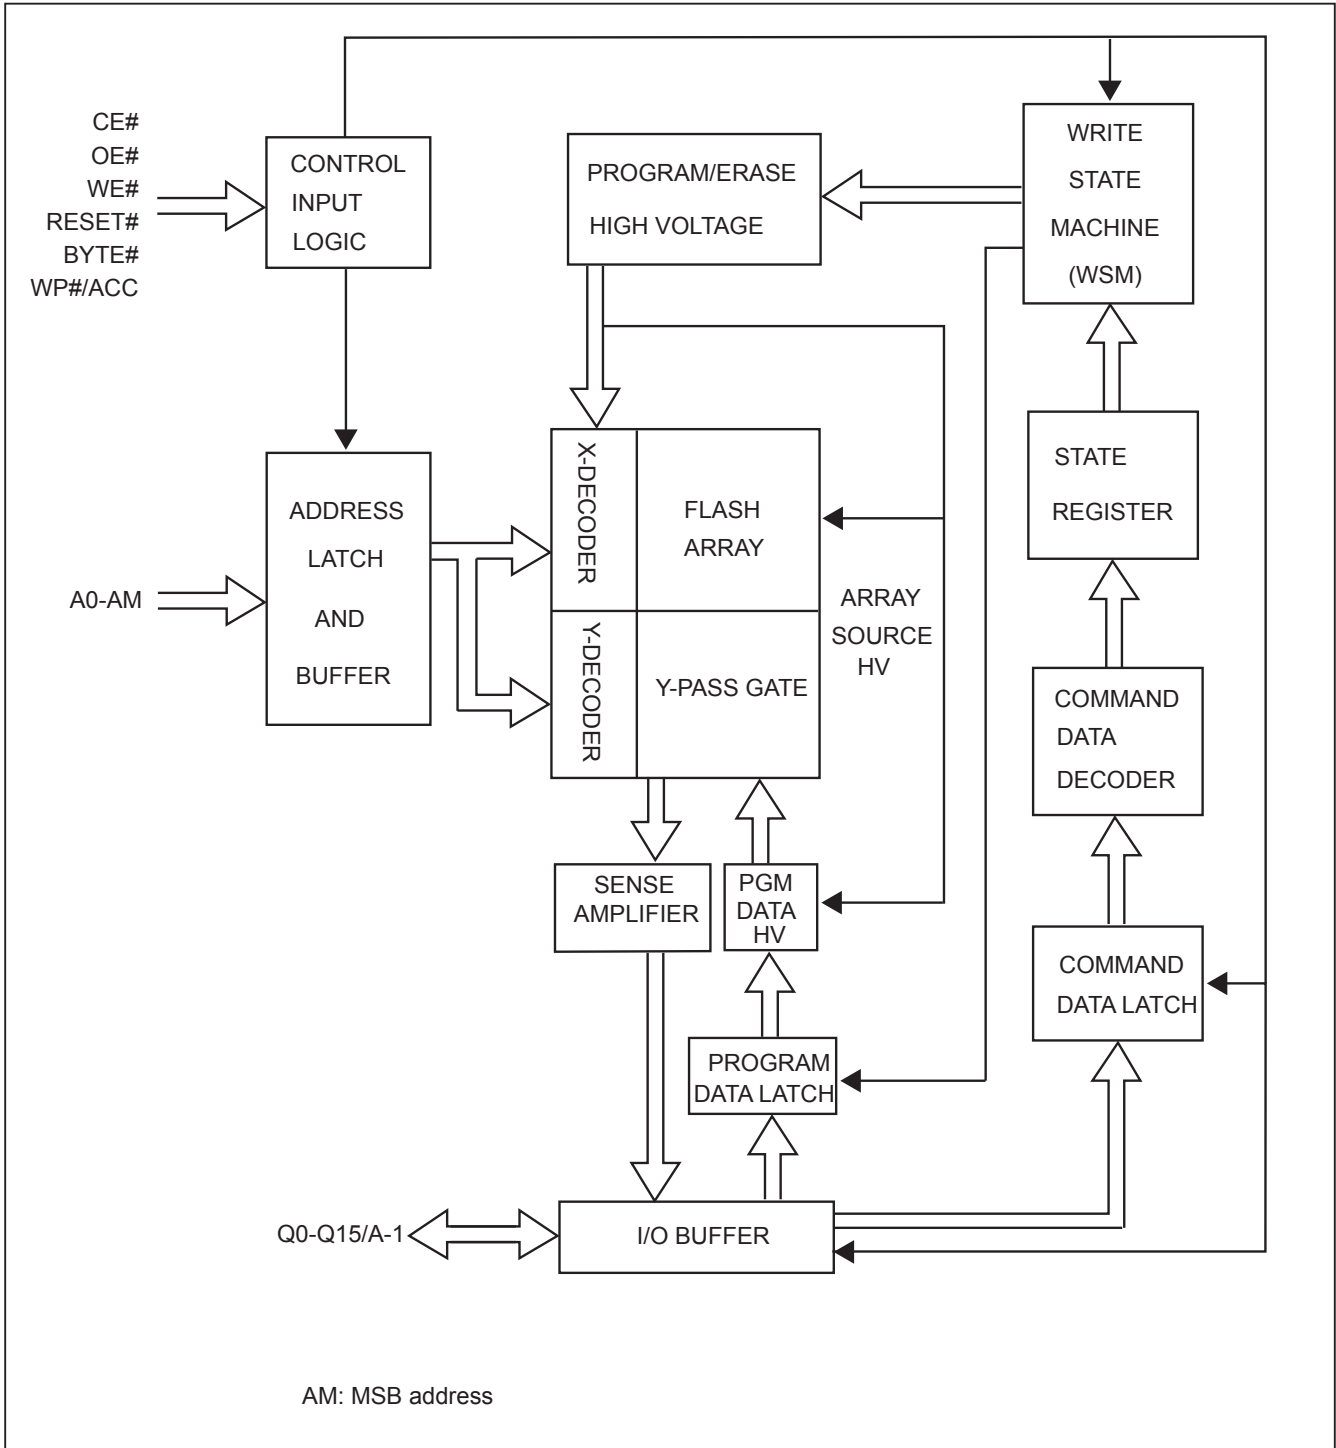 CE#
OE#
WE#
RESET#
BYTE#
WP#/ACC
CONTROL
INPUT
LOGIC
PROGRAM/ERASE
HIGH VOLTAGE
WRITE
STATE
MACHINE
(WSM)
STATE
REGISTER
A0-AM
ADDRESS
LATCH
AND
BUFFER
X-DECODER
FLASH
ARRAY
Y-DECODER
Y-PASS GATE
ARRAY
SOURCE
HV
COMMAND
DATA
DECODER
SENSE
AMPLIFIER
PGM
DATA
HV
COMMAND
DATA LATCH
PROGRAM
DATA LATCH
Q0-Q15/A-1
I/O BUFFER
AM: MSB address